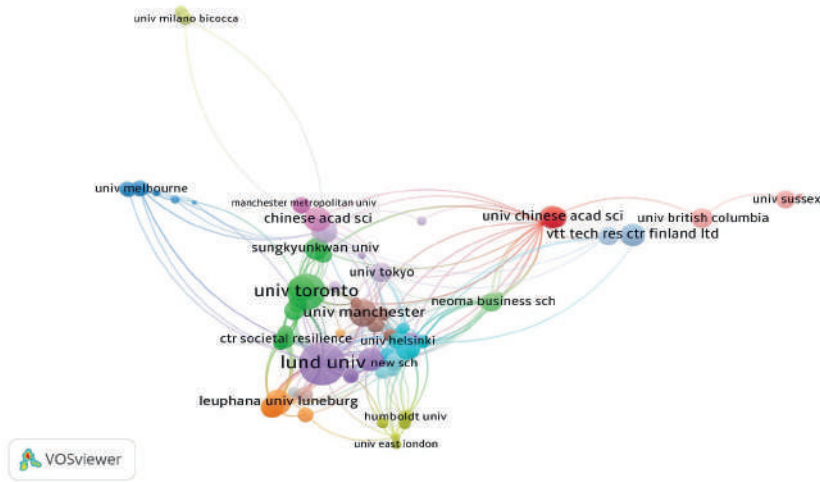 univ milano bicocca
univ melbourne
manchester metropolitan univ
chinese acad sci
univ chinese acad sci
univ sussex
univ british columbia
vtt tech res ctr finland ltd
sungkyunkwan univ
univ tokyo
univ toronto
neoma business sch
univ manchester
ctr societal resilience
univ helsinki
lund univ
new sch
leuphana univ luneburg
humboldt univ
univ east london
VOSviewer